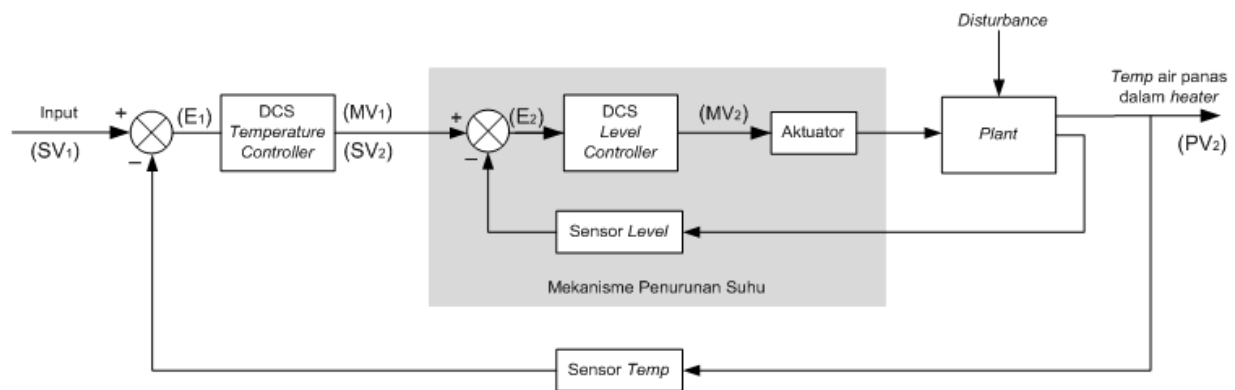 Disturbance
Input
(SV₁)
+
−
(E₁)
DCS
Temperature
Controller
(MV₁)
(SV₂)
+
−
(E₂)
DCS
Level
Controller
(MV₂)
Aktuator
Plant
Temp air panas
dalam heater
(PV₂)
Sensor Level
Mekanisme Penurunan Suhu
Sensor Temp